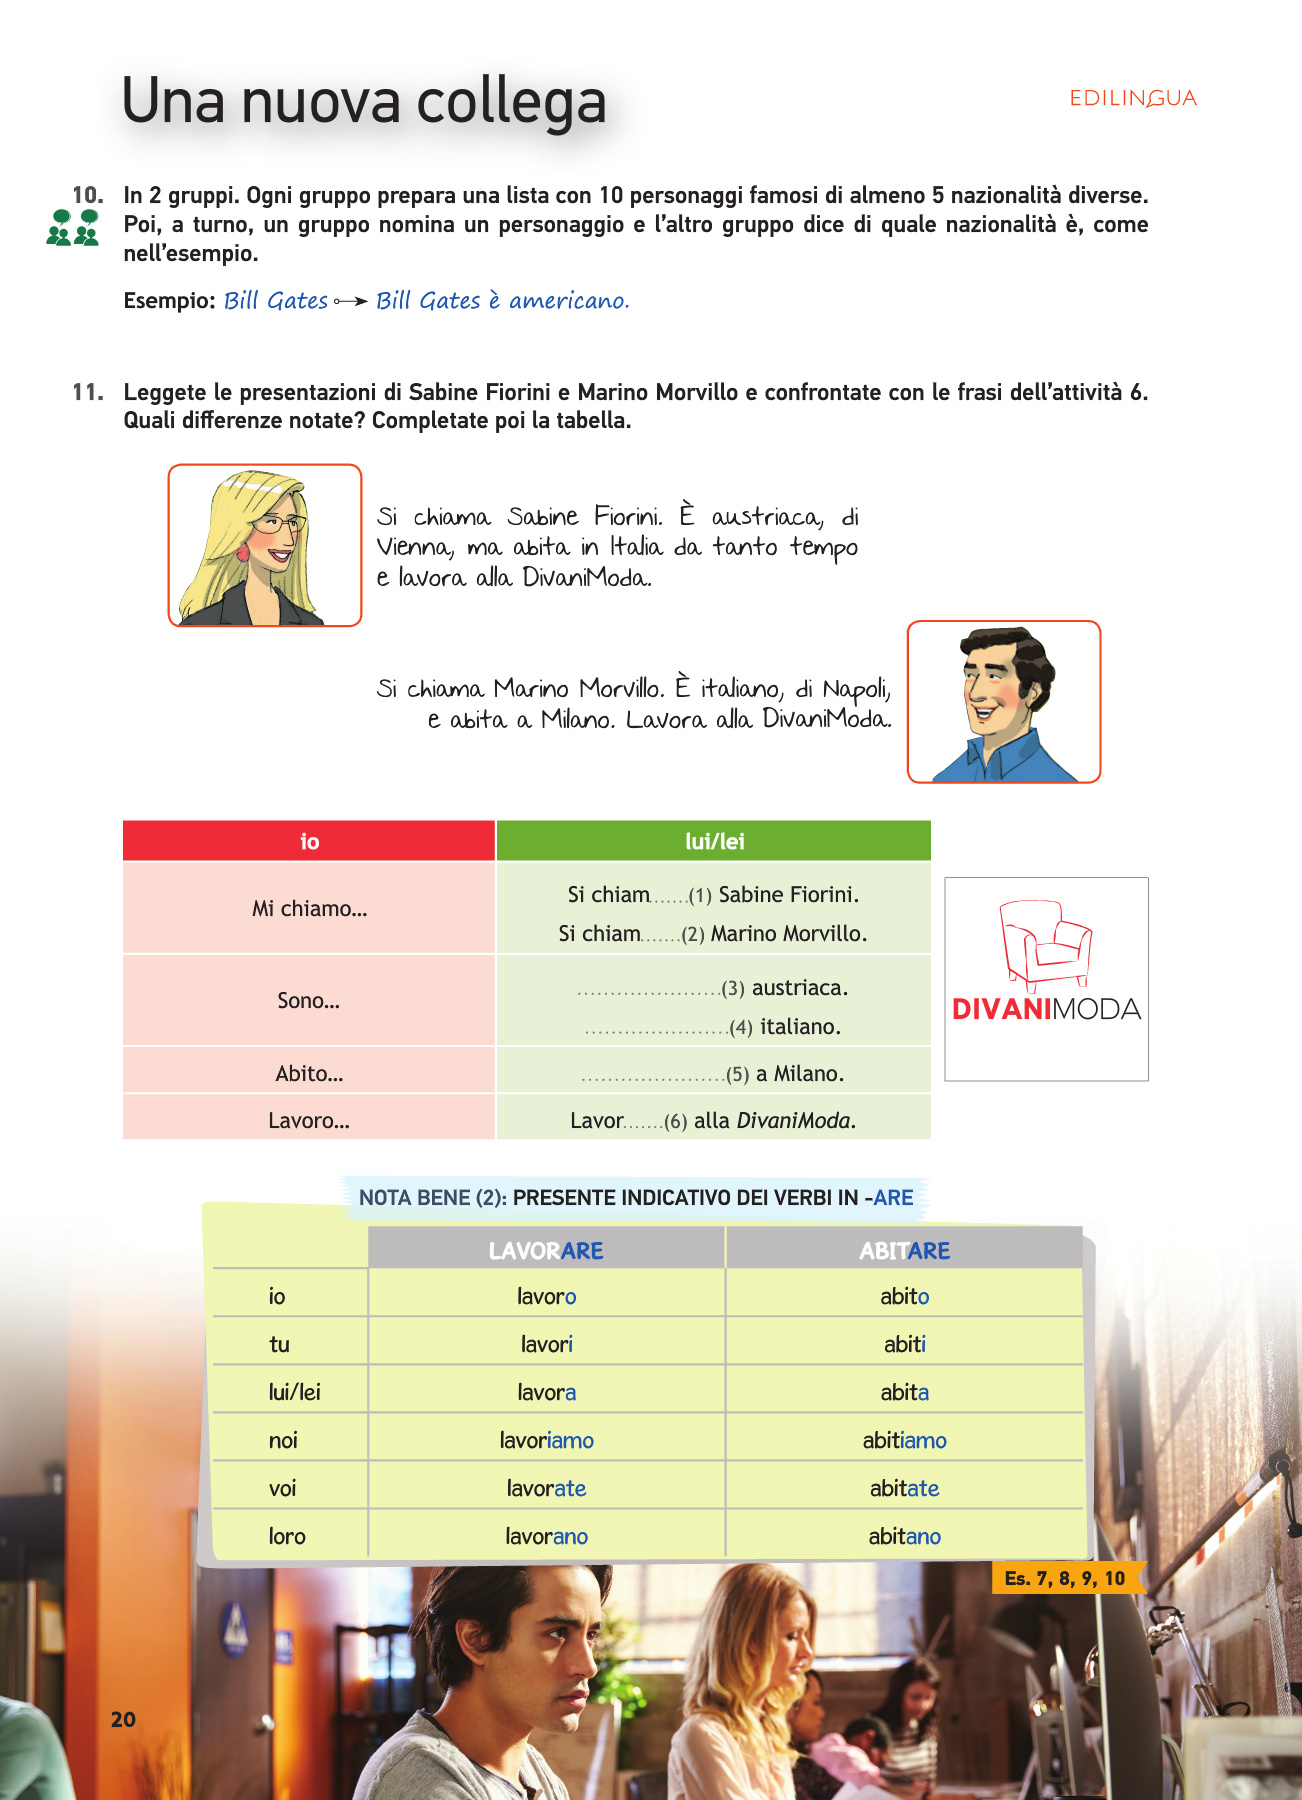 Una nuova collega
EDILINGUA
10. In 2 gruppi. Ogni gruppo prepara una lista con 10 personaggi famosi di almeno 5 nazionalità diverse.
Poi, a turno, un gruppo nomina un personaggio e l'altro gruppo dice di quale nazionalità è, come
nell'esempio.
Esempio: Bill Gates → Bill Gates è americano.
11. Leggete le presentazioni di Sabine Fiorini e Marino Morvillo e confrontate con le frasi dell'attività 6.
Quali differenze notate? Completate poi la tabella.
Si chiama Sabine Fiorini. È austriaca, di
Vienna, ma abita in Italia da tanto tempo
e lavora alla DivaniModa.
Si chiama Marino Morvillo. È italiano, di Napoli,
e abita a Milano. Lavora alla DivaniModa.
io lui/lei
Mi chiamo...
Si chiam.......(1) Sabine Fiorini.
Si chiam.......(2) Marino Morvillo.
Sono...
......................(3) austriaca.
......................(4) italiano.
Abito... ......................(5) a Milano.
Lavoro... Lavor.......(6) alla DivaniModa.
DIVANIMODA
NOTA BENE (2): PRESENTE INDICATIVO DEI VERBI IN -ARE
LAVORARE ABITARE
io lavoro abito
tu lavori abiti
lui/lei lavora abita
noi lavoriamo abitiamo
voi lavorate abitate
loro lavorano abitano
Es. 7, 8, 9, 10
20